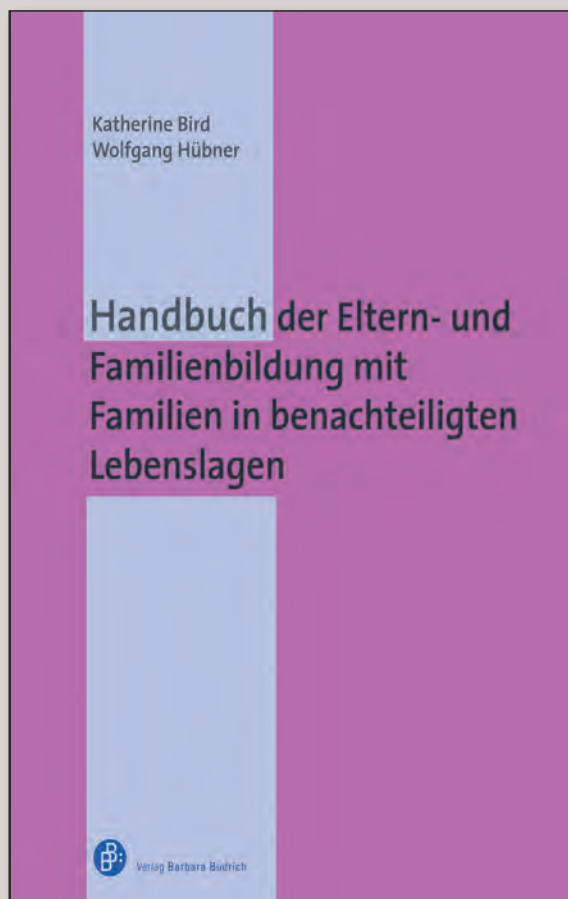 Katherine Bird
Wolfgang Hübner
Handbuch der Eltern- und
Familienbildung mit
Familien in benachteiligten
Lebenslagen
B
B:
Verlag Barbara Budrich